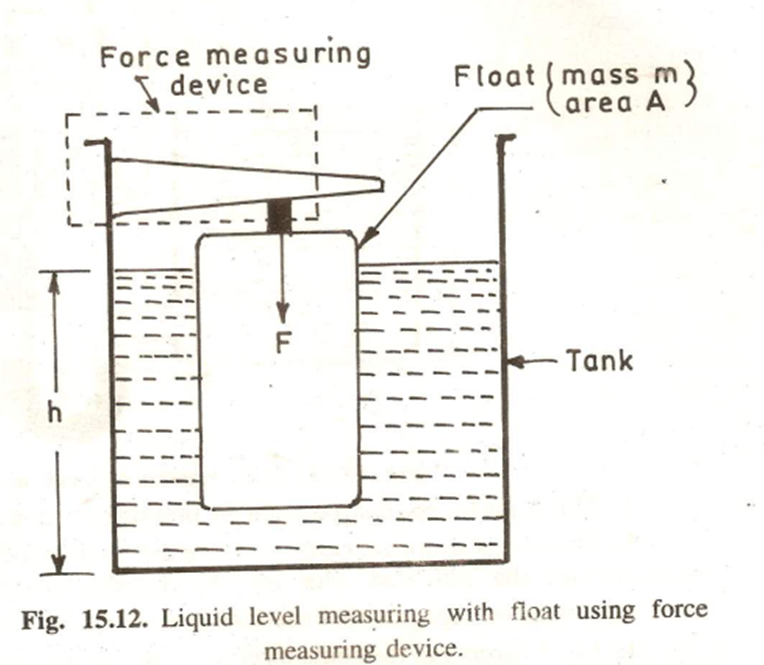 Force measuring
device
Float (mass m)
area A
F
h
Tank
Fig. 15.12. Liquid level measuring with float using force
measuring device.